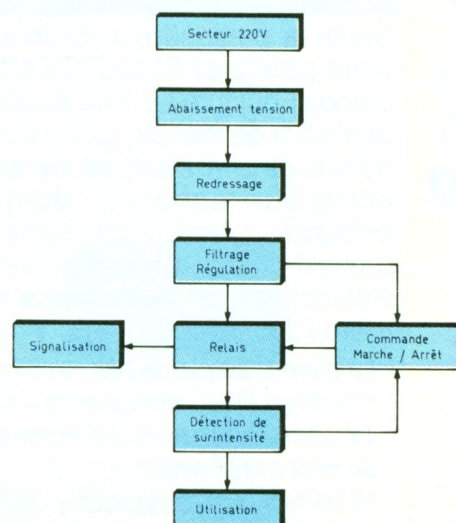 Secteur 220V
Abaissement tension
Redressage
Filtrage
Régulation
Signalisation
Relais
Commande
Marche / Arrêt
Détection de
surintensité
Utilisation